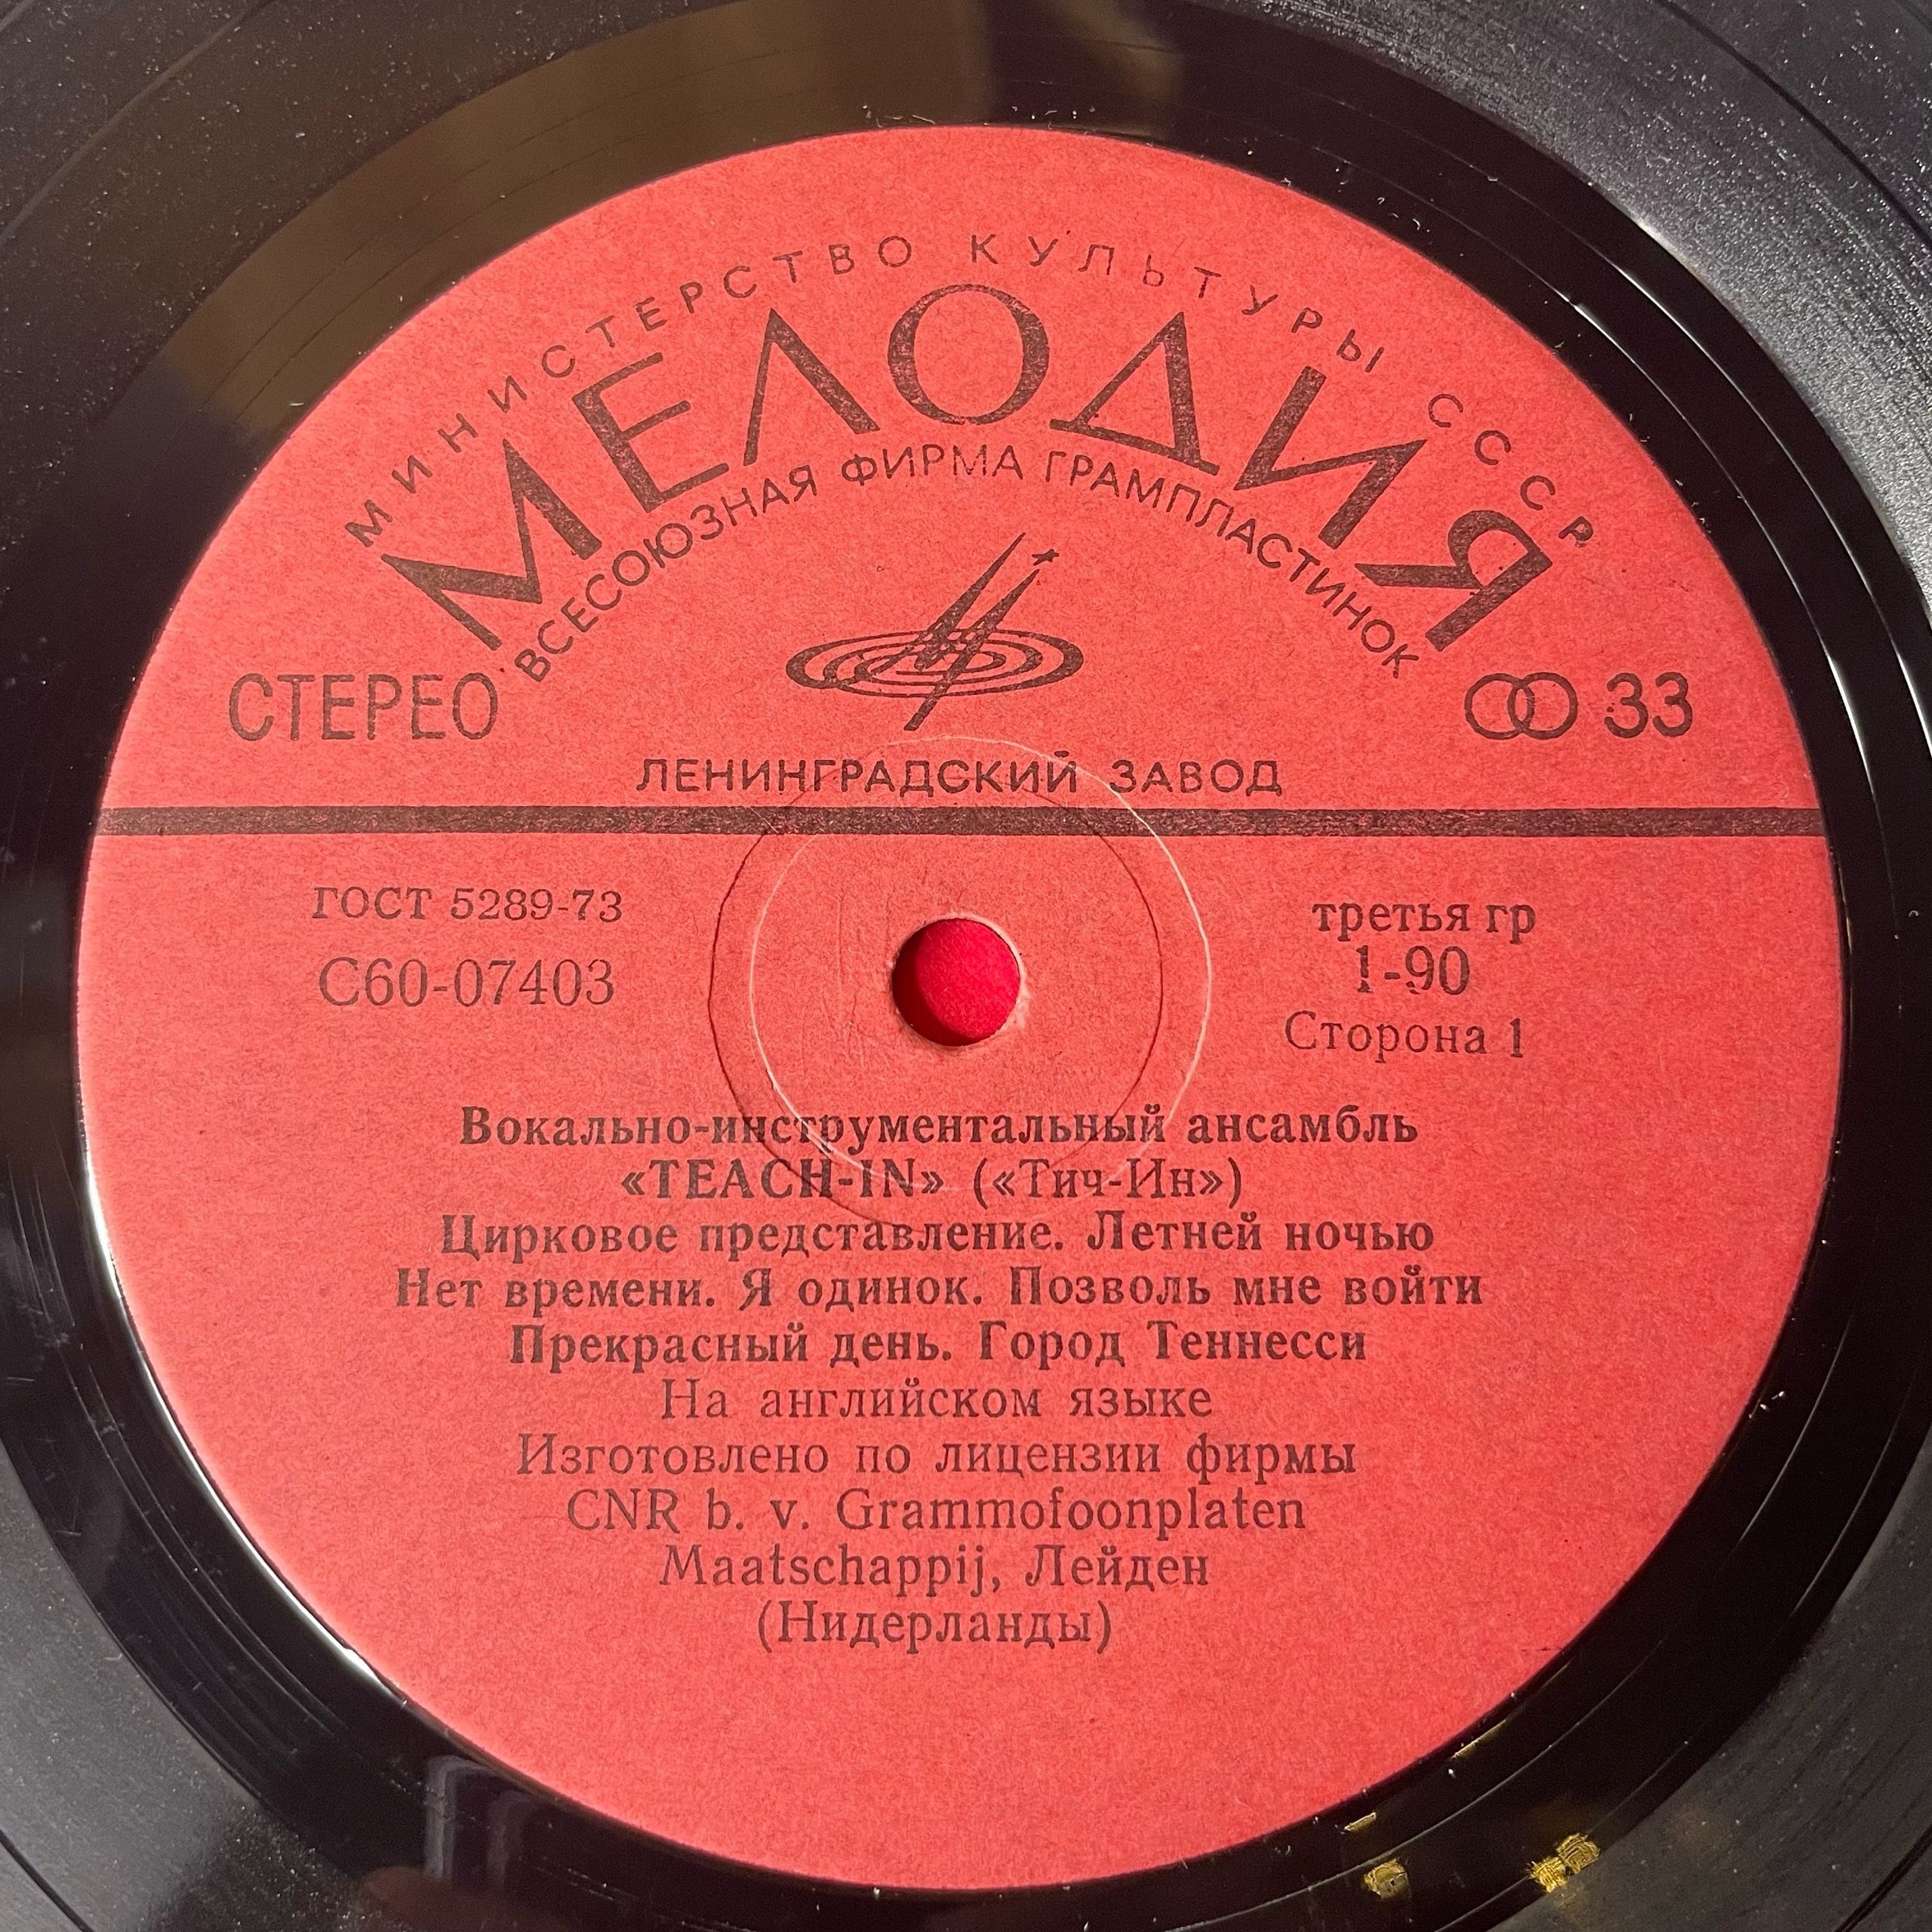 МИНИСТЕРСТВО КУЛЬТУРЫ СССР
МЕЛОДИЯ
ВСЕСОЮЗНАЯ ФИРМА ГРАМПЛАСТИНОК
СТЕРЕО
33
ЛЕНИНГРАДСКИЙ ЗАВОД
ГОСТ 5289-73
С60-07403
третья гр
1-90
Сторона 1
Вокально-инструментальный ансамбль
«TEACH-IN» («Тич-Ин»)
Цирковое представление. Летней ночью
Нет времени. Я одинок. Позволь мне войти
Прекрасный день. Город Теннесси
На английском языке
Изготовлено по лицензии фирмы
CNR b. v. Grammofoonplaten
Maatschappij, Лейден
(Нидерланды)